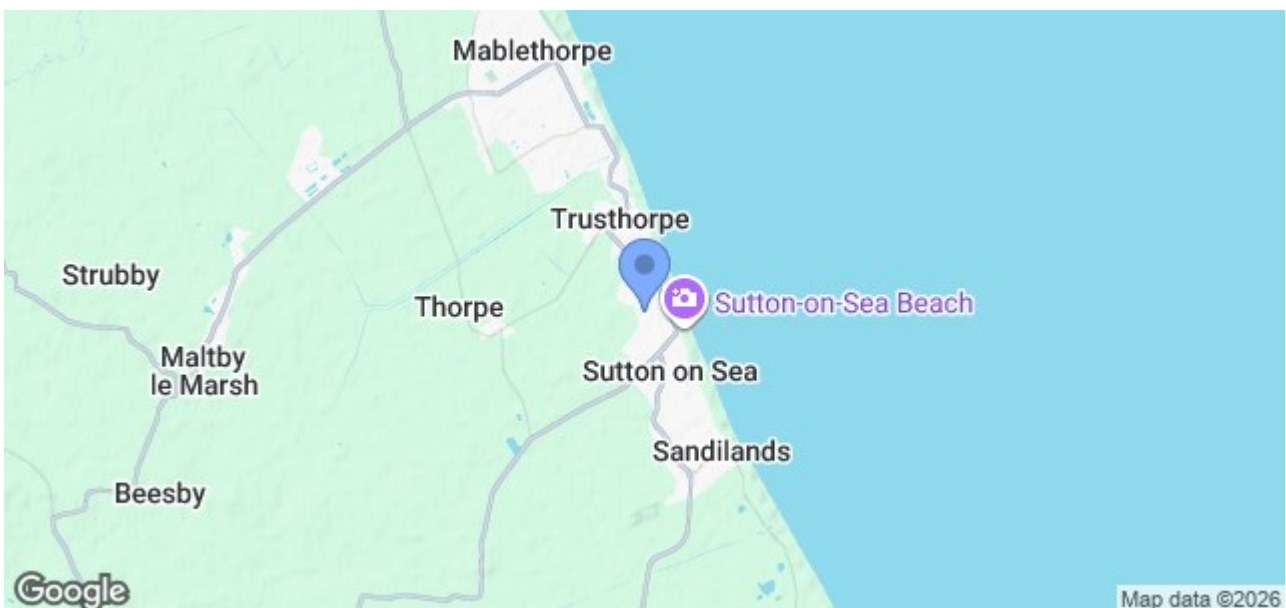 Mablethorpe
Trusthorpe
Strubby
Thorpe
Sutton-on-Sea Beach
Maltby
le Marsh
Sutton on Sea
Sandilands
Beesby
Google
Map data ©2026